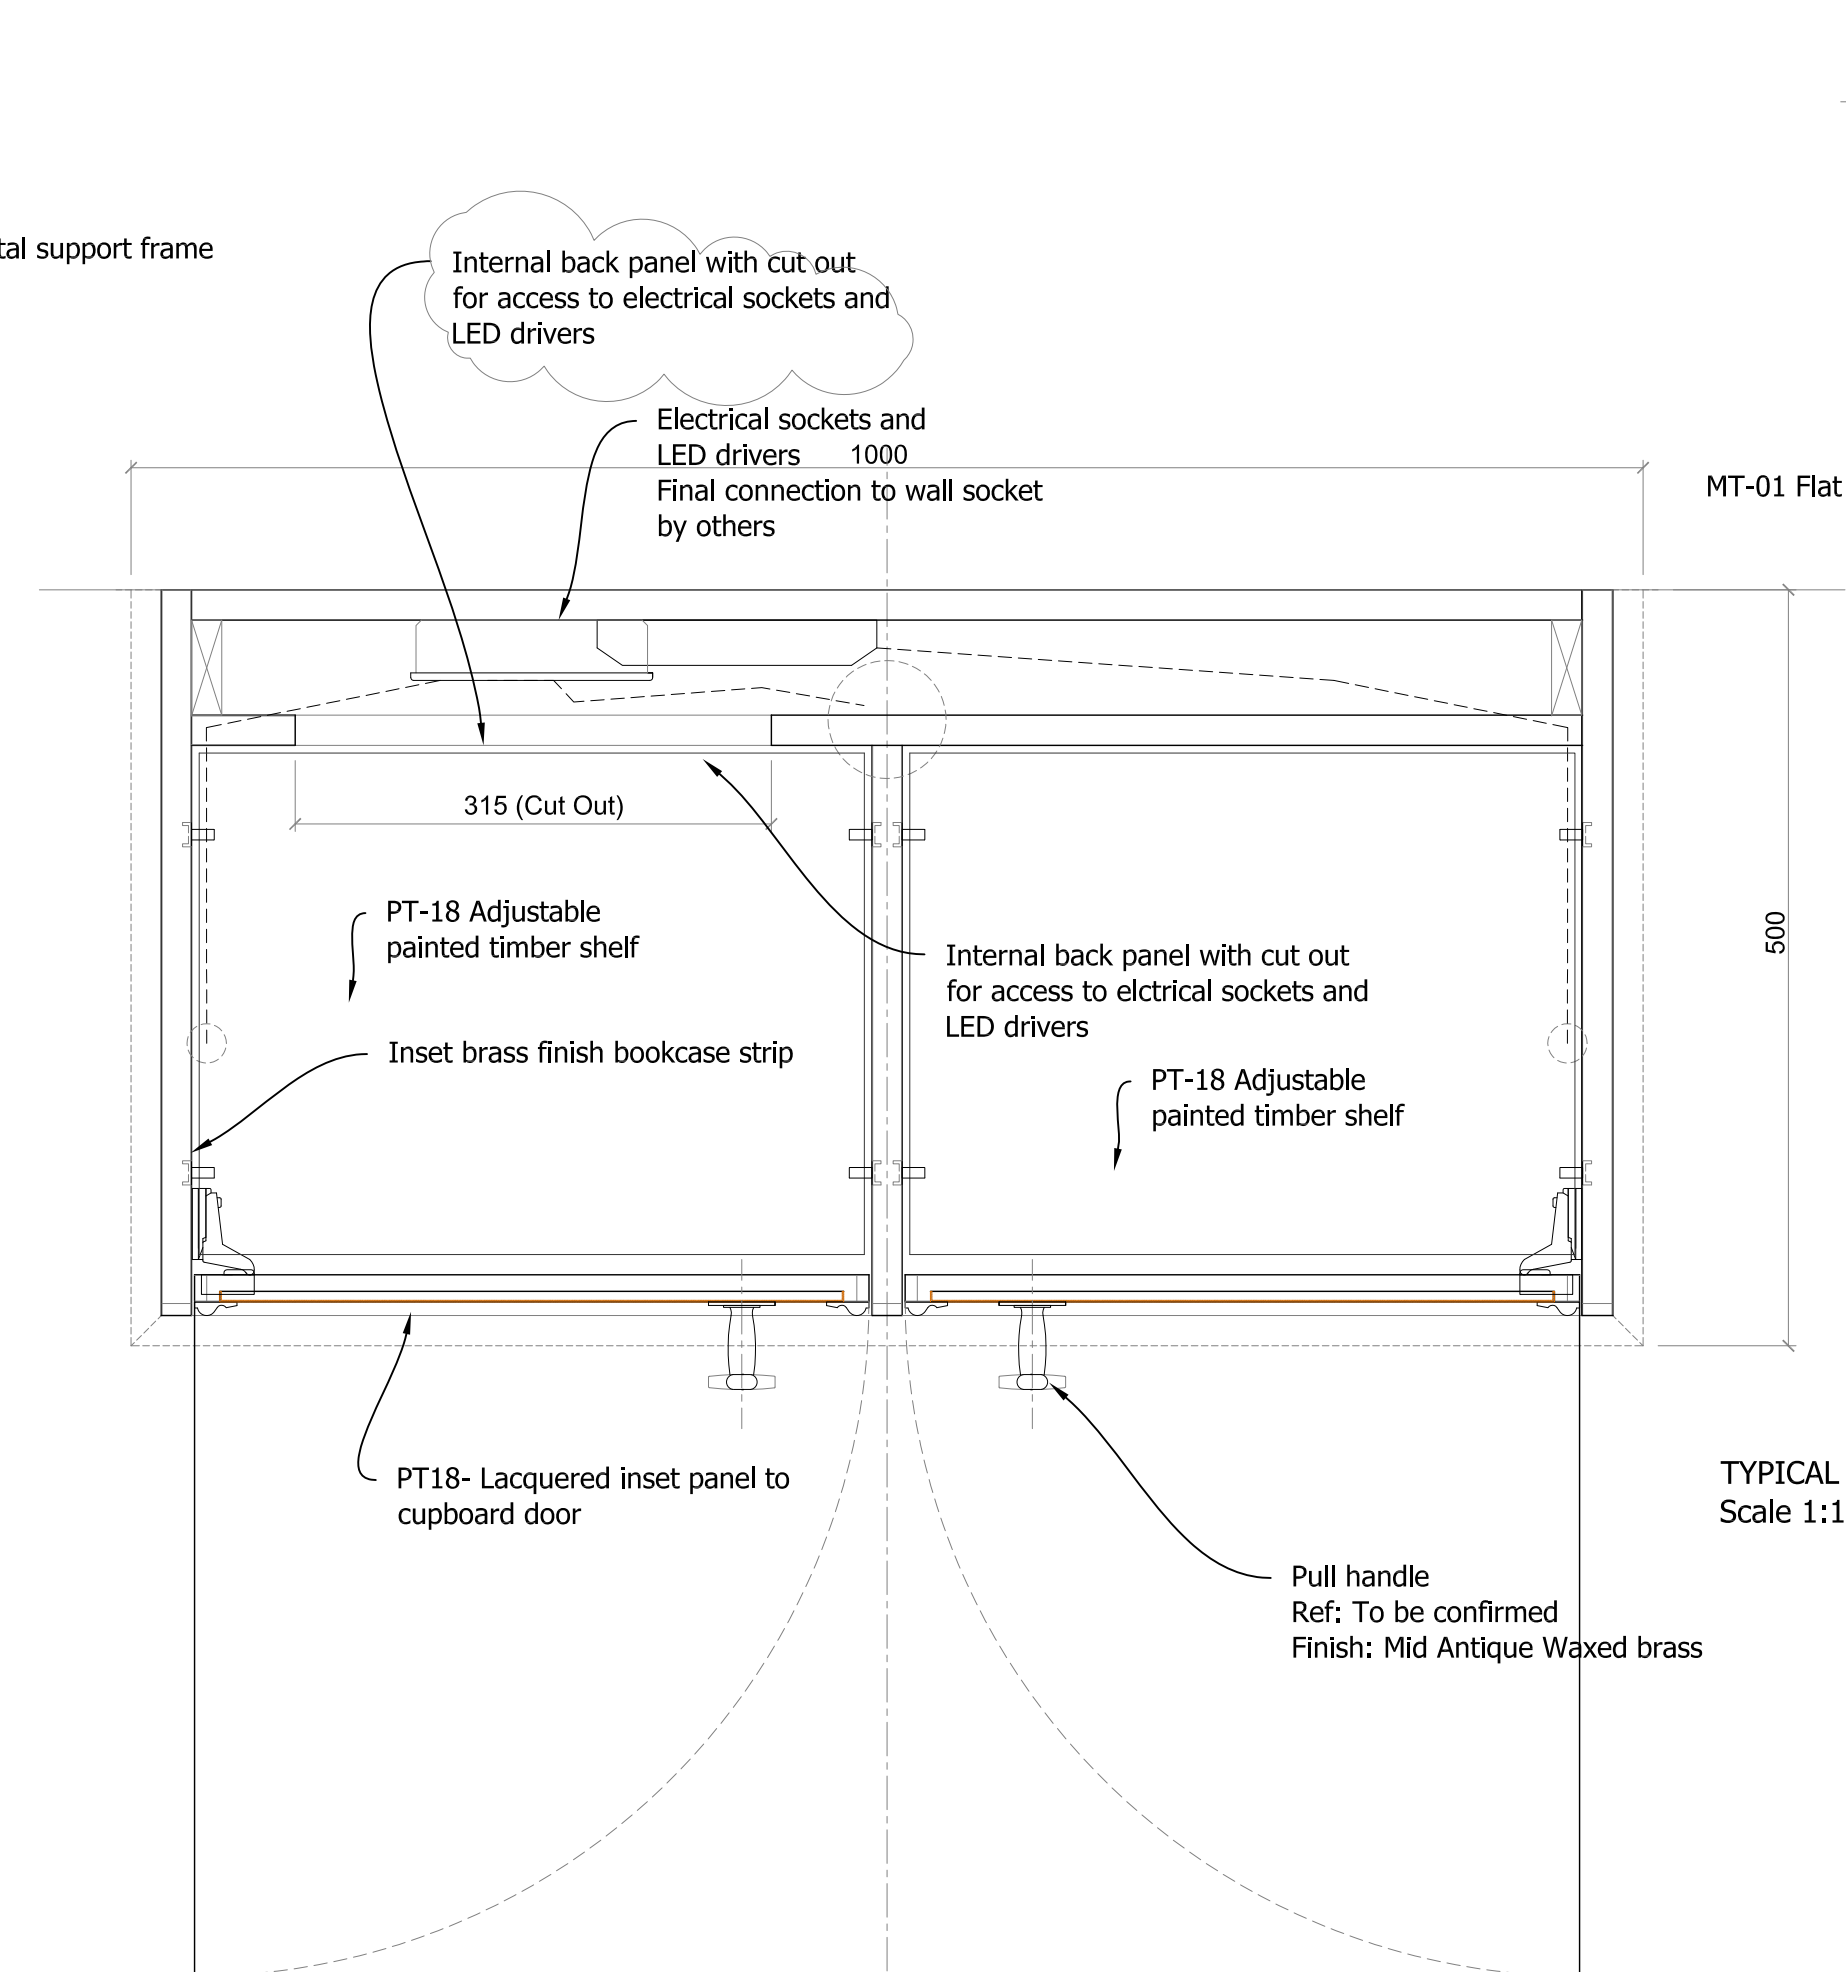 tal support frame
Internal back panel with cut out
for access to electrical sockets and
LED drivers
Electrical sockets and
LED drivers
1000
Final connection to wall socket
by others
MT-01 Flat
315 (Cut Out)
PT-18 Adjustable
painted timber shelf
500
Internal back panel with cut out
for access to elctrical sockets and
LED drivers
Inset brass finish bookcase strip
PT-18 Adjustable
painted timber shelf
PT18- Lacquered inset panel to
cupboard door
TYPICAL
Scale 1:1
Pull handle
Ref: To be confirmed
Finish: Mid Antique Waxed brass